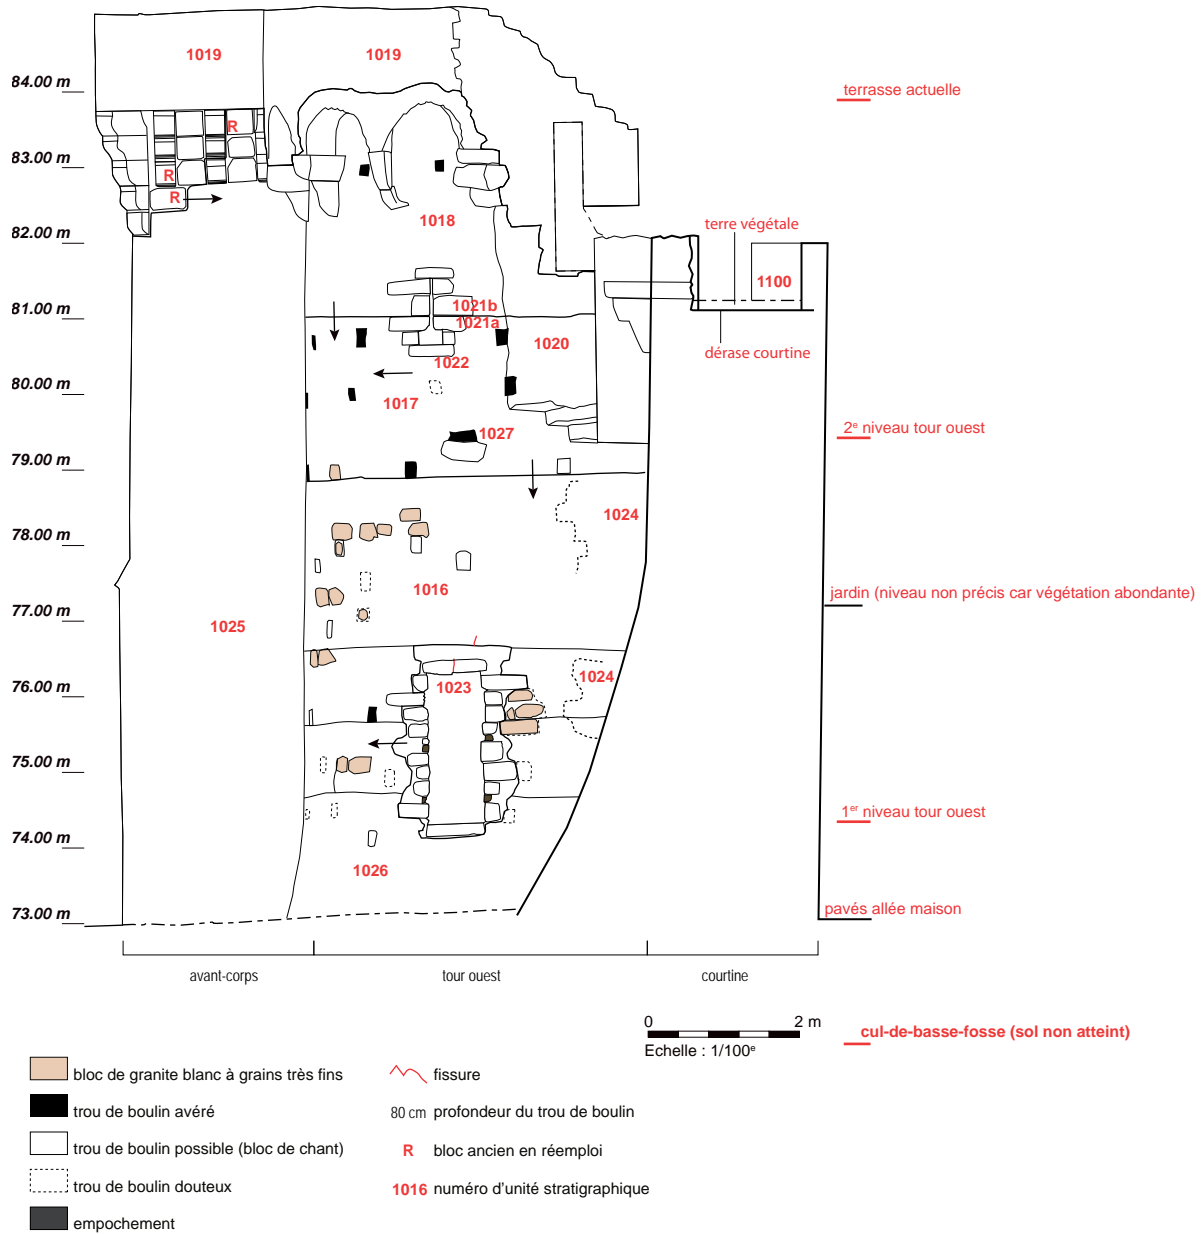 1019
1019
84.00 m
terrasse actuelle
R
83.00 m
R
R
1018
terre végétale
82.00 m
1100
1021b
81.00 m
1021a
1020
dérase courtine
1022
80.00 m
1017
2e niveau tour ouest
1027
79.00 m
1024
78.00 m
1016
jardin (niveau non précis car végétation abondante)
77.00 m
1025
1024
1023
76.00 m
75.00 m
1er niveau tour ouest
74.00 m
1026
73.00 m
pavés allée maison
avant-corps
tour ouest
courtine
0 2 m
Echelle : 1/100e
cul-de-basse-fosse (sol non atteint)
bloc de granite blanc à grains très fins
trou de boulin avéré
trou de boulin possible (bloc de chant)
trou de boulin douteux
empochement
fissure
80 cm profondeur du trou de boulin
R bloc ancien en réemploi
1016 numéro d'unité stratigraphique